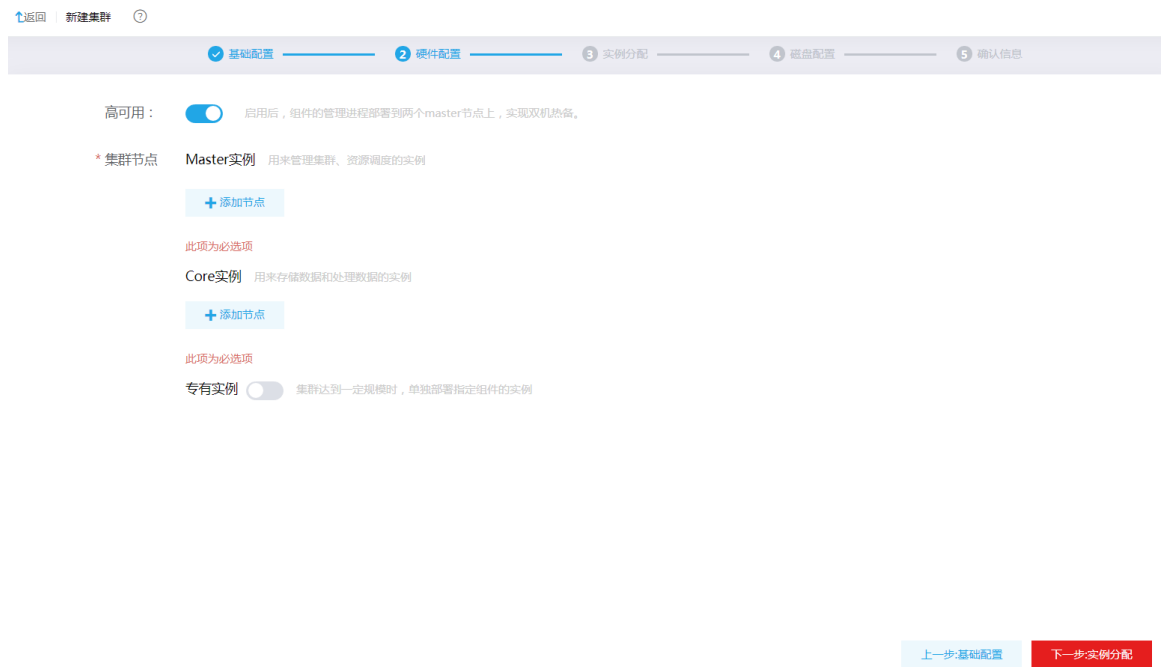 返回 新建集群 ?
基础配置 2 硬件配置 3 实例分配 4 磁盘配置 5 确认信息
高可用： 启用后，组件的管理进程部署到两个master节点上，实现双机热备。
* 集群节点 Master实例 用来管理集群、资源调度的实例
+ 添加节点
此项为必选项
Core实例 用来存储数据和处理数据的实例
+ 添加节点
此项为必选项
专有实例 集群达到一定规模时，单独部署指定组件的实例
上一步:基础配置 下一步:实例分配